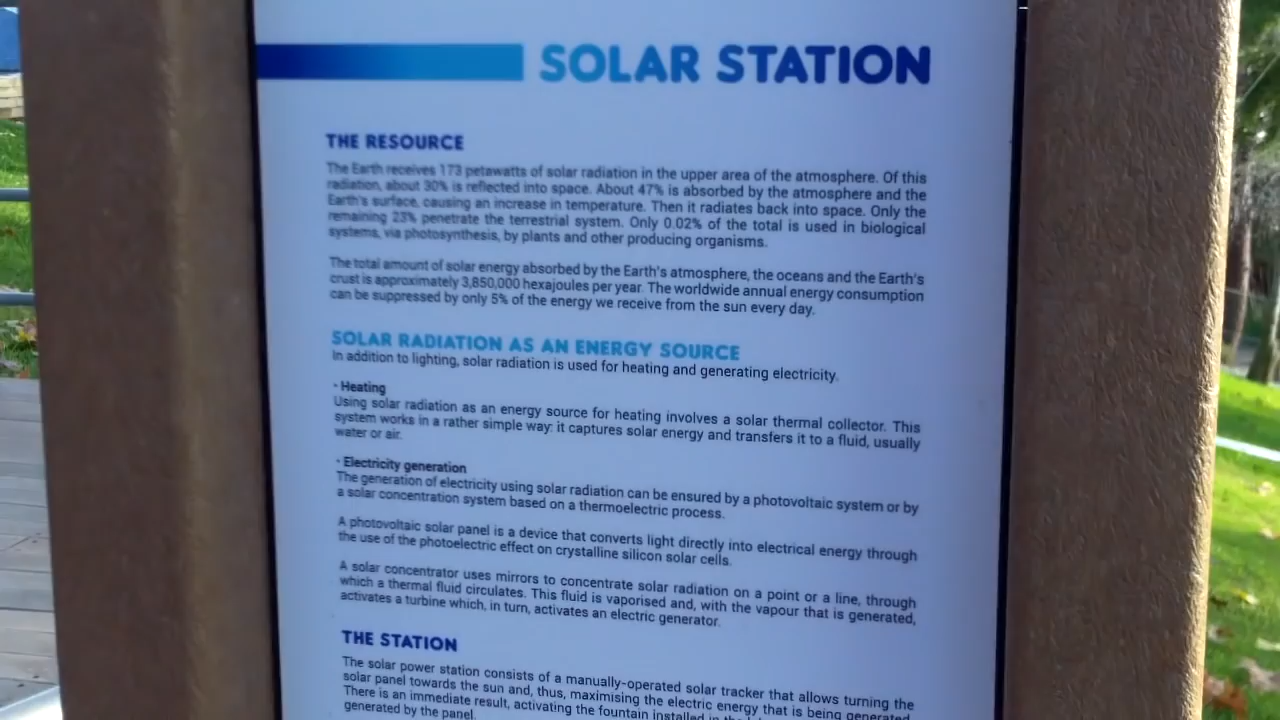 SOLAR STATION
THE RESOURCE
The Earth receives 173 petawatts of solar radiation in the upper area of the atmosphere. Of this
radiation, about 30% is reflected into space. About 47% is absorbed by the atmosphere and the
Earth's surface, causing an increase in temperature. Then it radiates back into space. Only the
remaining 23% penetrate the terrestrial system. Only 0.02% of the total is used in biological
systems, via photosynthesis, by plants and other producing organisms.
The total amount of solar energy absorbed by the Earth's atmosphere, the oceans and the Earth's
crust is approximately 3,850,000 hexajoules per year. The worldwide annual energy consumption
can be suppressed by only 5% of the energy we receive from the sun every day.
SOLAR RADIATION AS AN ENERGY SOURCE
In addition to lighting, solar radiation is used for heating and generating electricity.
· Heating
Using solar radiation as an energy source for heating involves a solar thermal collector. This
system works in a rather simple way: it captures solar energy and transfers it to a fluid, usually
water or air.
· Electricity generation
The generation of electricity using solar radiation can be ensured by a photovoltaic system or by
a solar concentration system based on a thermoelectric process.
A photovoltaic solar panel is a device that converts light directly into electrical energy through
the use of the photoelectric effect on crystalline silicon solar cells.
A solar concentrator uses mirrors to concentrate solar radiation on a point or a line, through
which a thermal fluid circulates. This fluid is vaporised and, with the vapour that is generated,
activates a turbine which, in turn, activates an electric generator.
THE STATION
The solar power station consists of a manually-operated solar tracker that allows turning the
solar panel towards the sun and, thus, maximising the electric energy that is being generated.
There is an immediate result, activating the fountain installed in the
generated by the panel.